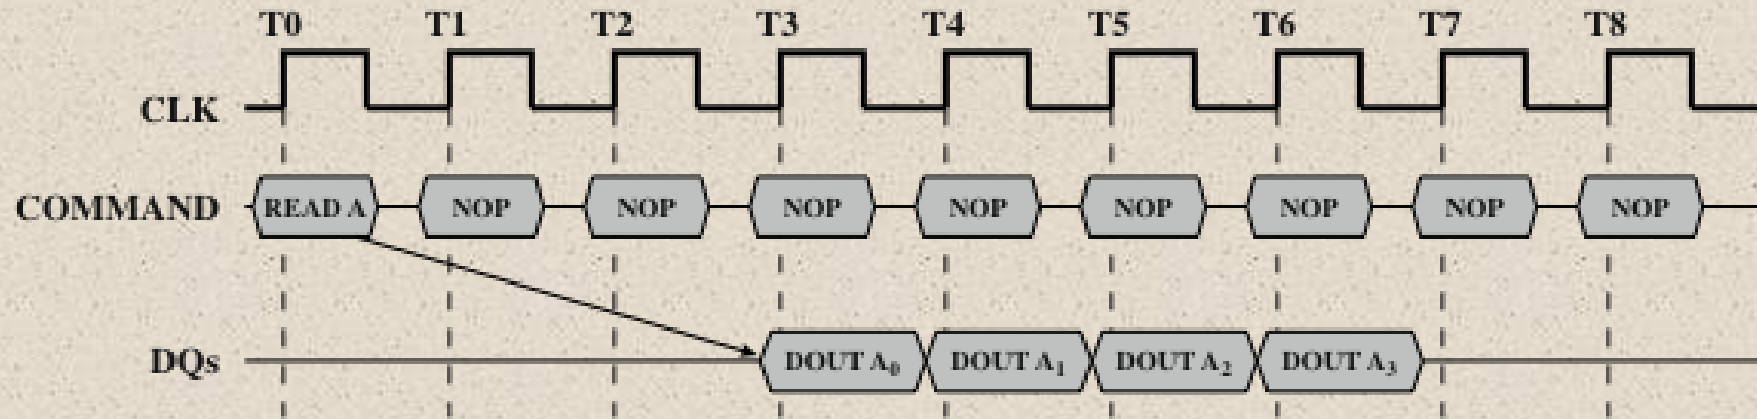 T0 T1 T2 T3 T4 T5 T6 T7 T8
CLK
COMMAND READ A NOP NOP NOP NOP NOP NOP NOP NOP
DQs DOUT A₀ DOUT A₁ DOUT A₂ DOUT A₃